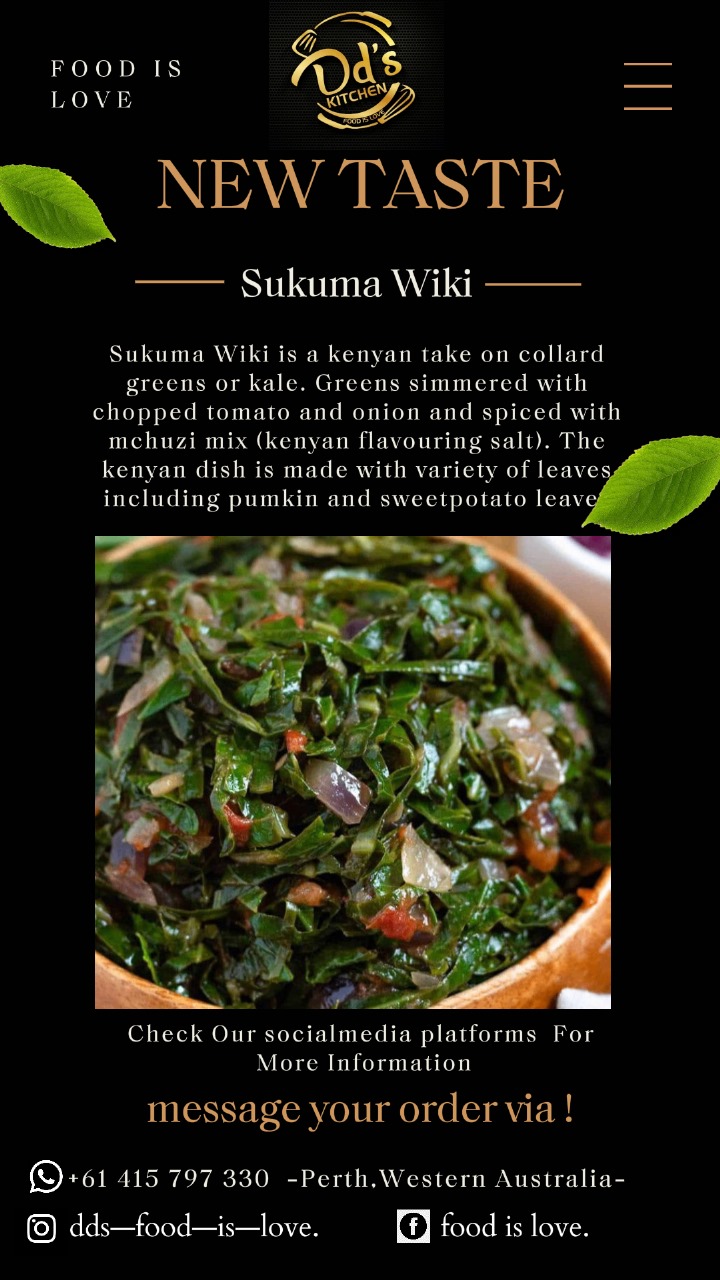 FOOD IS
LOVE
Dd's
KITCHEN
FOOD IS LOVE
NEW TASTE
Sukuma Wiki
Sukuma Wiki is a kenyan take on collard
greens or kale. Greens simmered with
chopped tomato and onion and spiced with
mchuzi mix (kenyan flavouring salt). The
kenyan dish is made with variety of leaves
including pumkin and sweetpotato leave
Check Our socialmedia platforms For
More Information
message your order via !
+61 415 797 330 -Perth,Western Australia-
dds—food—is—love.
food is love.